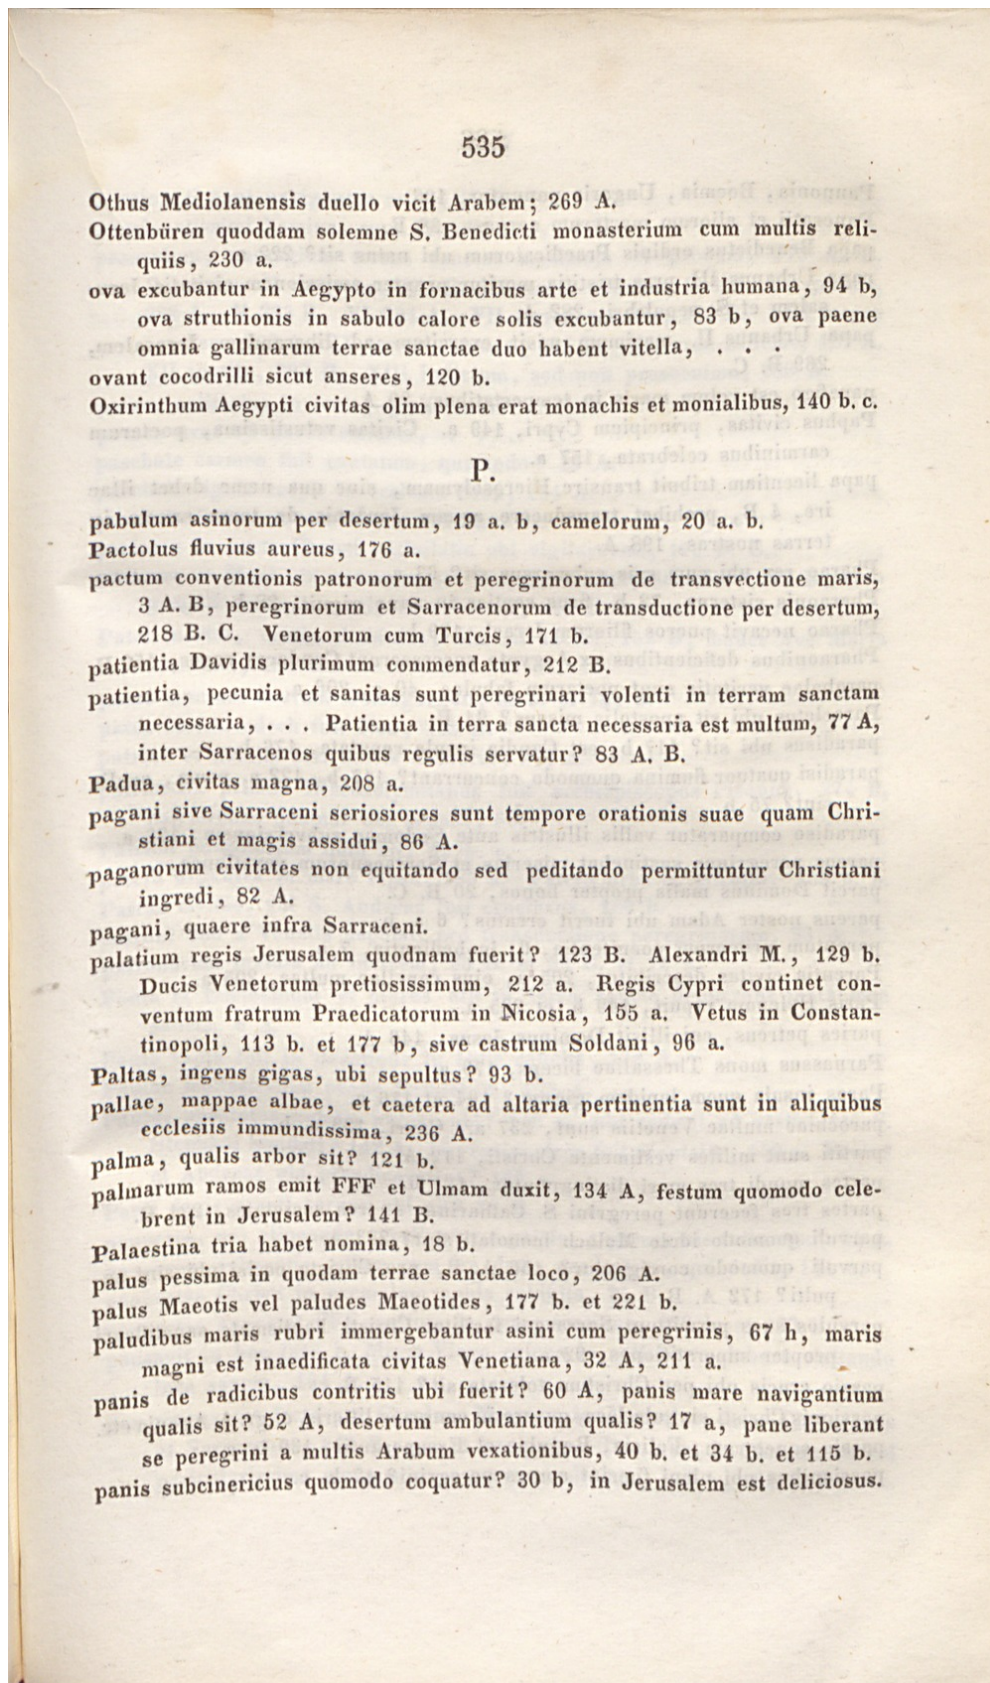 535
Othus Mediolanensis duello vicit Arabem; 269 A.
Ottenbüren quoddam solemne S. Benedicti monasterium cum multis reli-
quiis, 230 a.
ova excubantur in Aegypto in fornacibus arte et industria humana, 94 b,
ova struthionis in sabulo calore solis excubantur, 83 b, ova paene
omnia gallinarum terrae sanctae duo habent vitella, . . .
ovant cocodrilli sicut anseres, 120 b.
Oxirinthum Aegypti civitas olim plena erat monachis et monialibus, 140 b. c.
P.
pabulum asinorum per desertum, 19 a. b, camelorum, 20 a. b.
Pactolus fluvius aureus, 176 a.
pactum conventionis patronorum et peregrinorum de transvectione maris,
3 A. B, peregrinorum et Sarracenorum de transductione per desertum,
218 B. C. Venetorum cum Turcis, 171 b.
patientia Davidis plurimum commendatur, 212 B.
patientia, pecunia et sanitas sunt peregrinari volenti in terram sanctam
necessaria, . . . Patientia in terra sancta necessaria est multum, 77 A,
inter Sarracenos quibus regulis servatur? 83 A. B.
Padua, civitas magna, 208 a.
pagani sive Sarraceni seriosiores sunt tempore orationis suae quam Chri-
stiani et magis assidui, 86 A.
paganorum civitates non equitando sed peditando permittuntur Christiani
ingredi, 82 A.
pagani, quaere infra Sarraceni.
palatium regis Jerusalem quodnam fuerit? 123 B. Alexandri M., 129 b.
Ducis Venetorum pretiosissimum, 212 a. Regis Cypri continet con-
ventum fratrum Praedicatorum in Nicosia, 155 a. Vetus in Constan-
tinopoli, 113 b. et 177 b, sive castrum Soldani, 96 a.
Paltas, ingens gigas, ubi sepultus? 93 b.
pallae, mappae albae, et caetera ad altaria pertinentia sunt in aliquibus
ecclesiis immundissima, 236 A.
palma, qualis arbor sit? 121 b.
palmarum ramos emit FFF et Ulmam duxit, 134 A, festum quomodo cele-
brent in Jerusalem? 141 B.
Palaestina tria habet nomina, 18 b.
palus pessima in quodam terrae sanctae loco, 206 A.
palus Maeotis vel paludes Maeotides, 177 b. et 221 b.
paludibus maris rubri immergebantur asini cum peregrinis, 67 h, maris
magni est inaedificata civitas Venetiana, 32 A, 211 a.
panis de radicibus contritis ubi fuerit? 60 A, panis mare navigantium
qualis sit? 52 A, desertum ambulantium qualis? 17 a, pane liberant
se peregrini a multis Arabum vexationibus, 40 b. et 34 b. et 115 b.
panis subcinericius quomodo coquatur? 30 b, in Jerusalem est deliciosus.